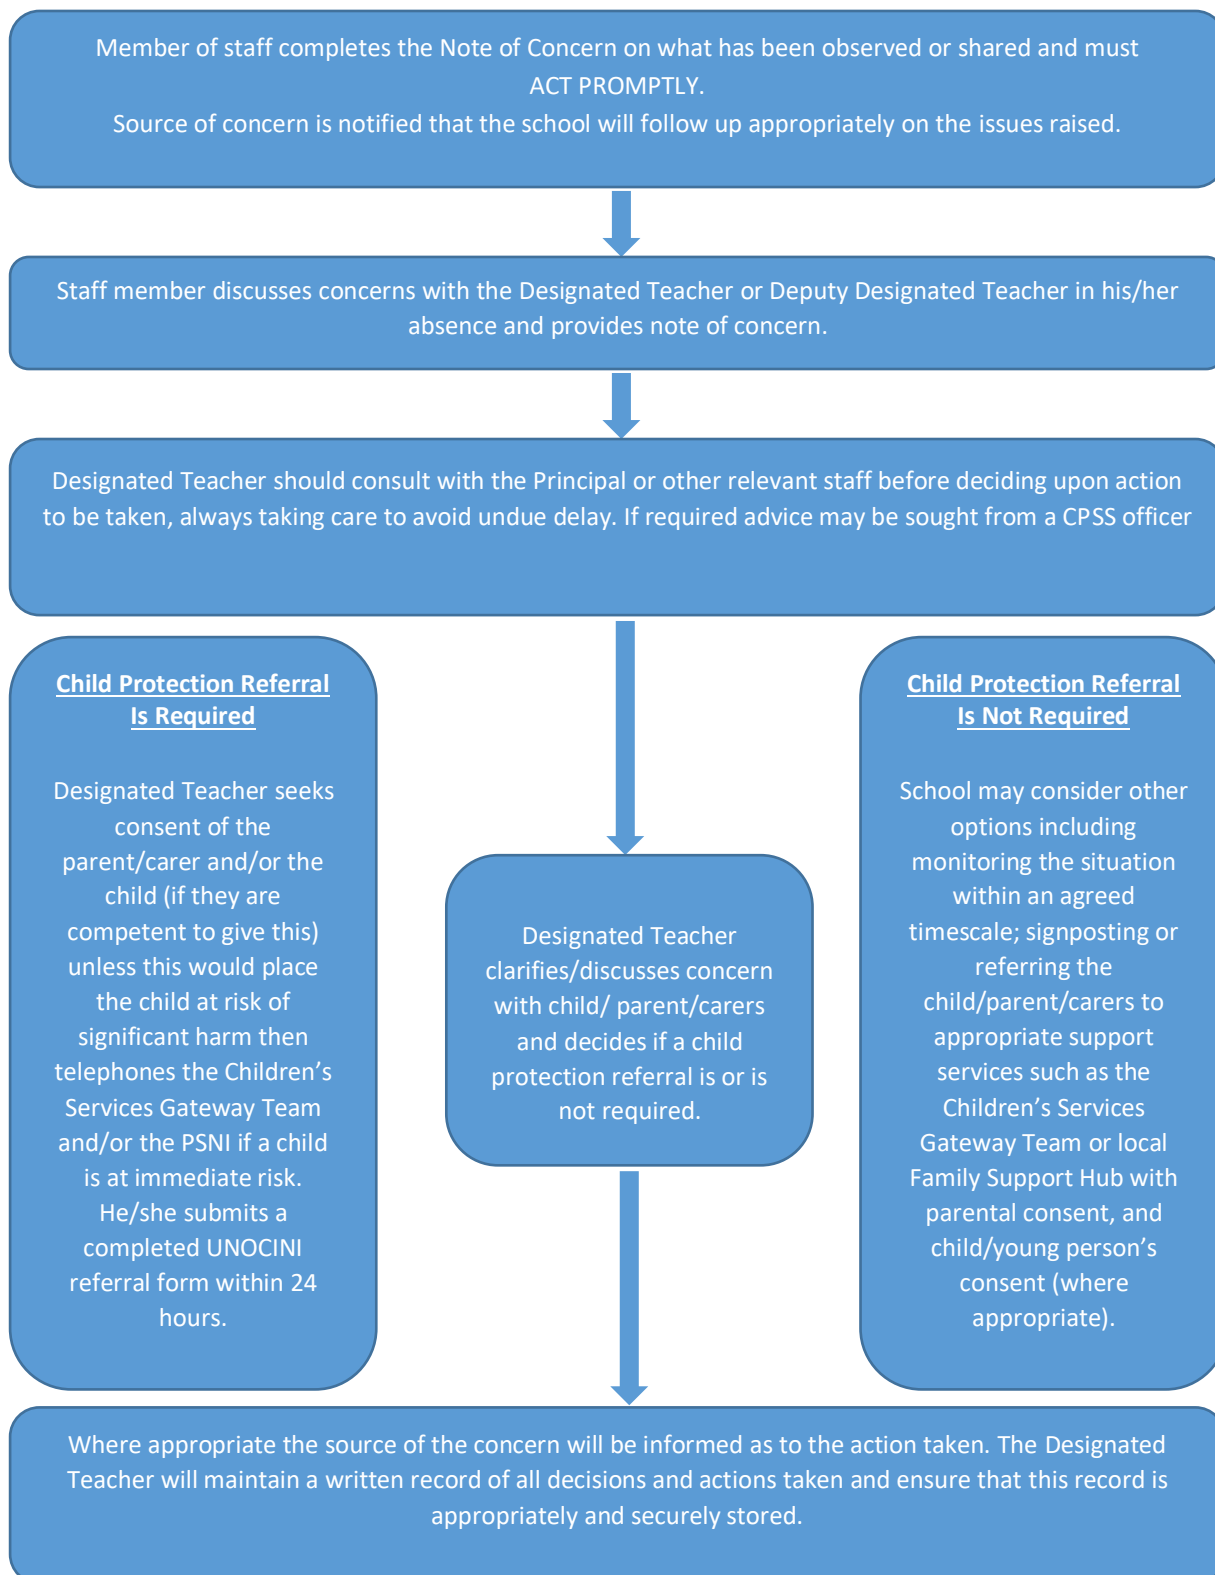 Member of staff completes the Note of Concern on what has been observed or shared and must
ACT PROMPTLY.
Source of concern is notified that the school will follow up appropriately on the issues raised.
Staff member discusses concerns with the Designated Teacher or Deputy Designated Teacher in his/her
absence and provides note of concern.
Designated Teacher should consult with the Principal or other relevant staff before deciding upon action
to be taken, always taking care to avoid undue delay. If required advice may be sought from a CPSS officer
Child Protection Referral
Is Required
Designated Teacher seeks
consent of the
parent/carer and/or the
child (if they are
competent to give this)
unless this would place
the child at risk of
significant harm then
telephones the Children’s
Services Gateway Team
and/or the PSNI if a child
is at immediate risk.
He/she submits a
completed UNOCINI
referral form within 24
hours.
Designated Teacher
clarifies/discusses concern
with child/ parent/carers
and decides if a child
protection referral is or is
not required.
Child Protection Referral
Is Not Required
School may consider other
options including
monitoring the situation
within an agreed
timescale; signposting or
referring the
child/parent/carers to
appropriate support
services such as the
Children’s Services
Gateway Team or local
Family Support Hub with
parental consent, and
child/young person’s
consent (where
appropriate).
Where appropriate the source of the concern will be informed as to the action taken. The Designated
Teacher will maintain a written record of all decisions and actions taken and ensure that this record is
appropriately and securely stored.